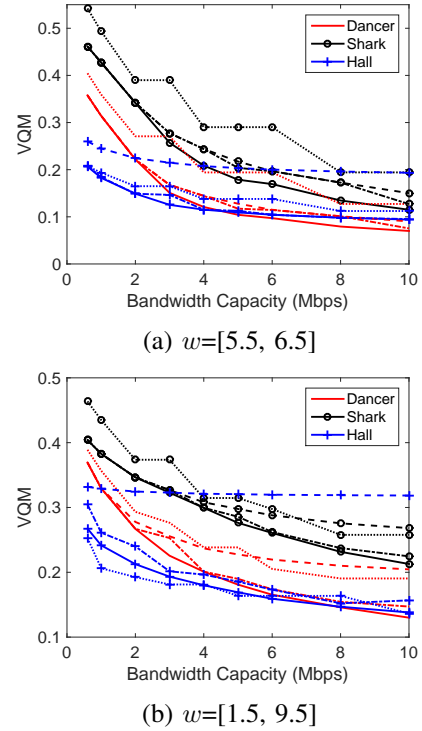 0.5
0.4
0.3
0.2
0.1
0
VQM
Dancer
Shark
Hall
0 2 4 6 8 10
Bandwidth Capacity (Mbps)
(a) w=[5.5, 6.5]
0.5
0.4
0.3
0.2
0.1
VQM
Dancer
Shark
Hall
0 2 4 6 8 10
Bandwidth Capacity (Mbps)
(b) w=[1.5, 9.5]